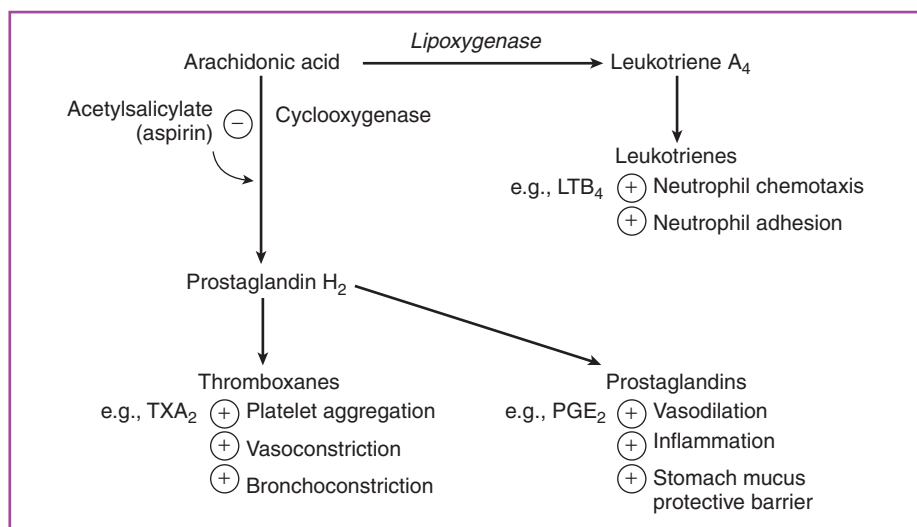 Lipoxygenase
Arachidonic acid
Leukotriene A4
Acetylsalicylate
(aspirin)
−
Cyclooxygenase
Leukotrienes
e.g., LTB4
+ Neutrophil chemotaxis
+ Neutrophil adhesion
Prostaglandin H2
Thromboxanes
e.g., TXA2
+ Platelet aggregation
+ Vasoconstriction
+ Bronchoconstriction
Prostaglandins
e.g., PGE2
+ Vasodilation
+ Inflammation
+ Stomach mucus
protective barrier